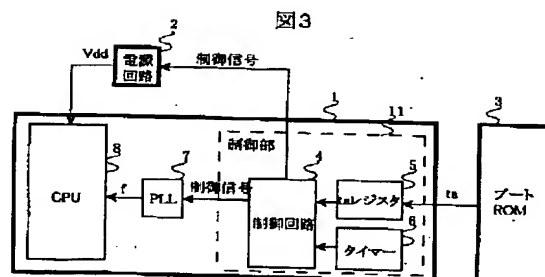 図3
2
Vdd
電源
回路
制御信号
1
11
3
制御部
8
7
4
5
CPU
f
PLL
制御信号
制御回路
taレジスタ
ta
ブート
ROM
6
タイマー